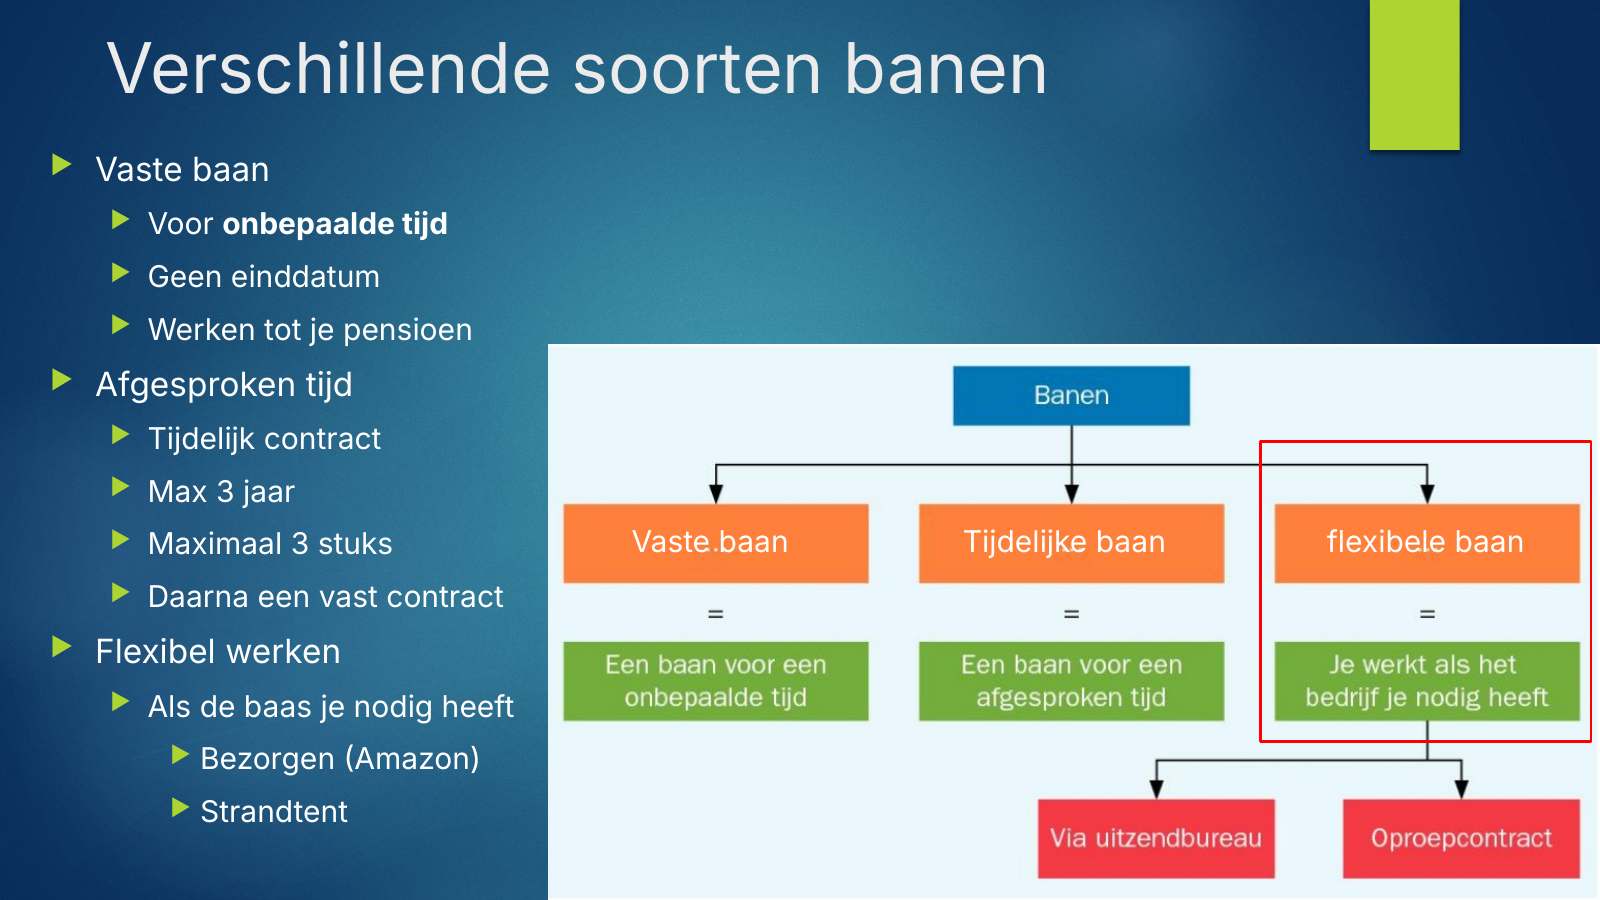 Verschillende soorten banen
Vaste baan
Voor onbepaalde tijd
Geen einddatum
Werken tot je pensioen
Afgesproken tijd
Tijdelijk contract
Max 3 jaar
Maximaal 3 stuks
Daarna een vast contract
Flexibel werken
Als de baas je nodig heeft
Bezorgen (Amazon)
Strandtent
Banen
Vaste baan
Tijdelijke baan
flexibele baan
=
=
=
Een baan voor een
onbepaalde tijd
Een baan voor een
afgesproken tijd
Je werkt als het
bedrijf je nodig heeft
Via uitzendbureau
Oproepcontract